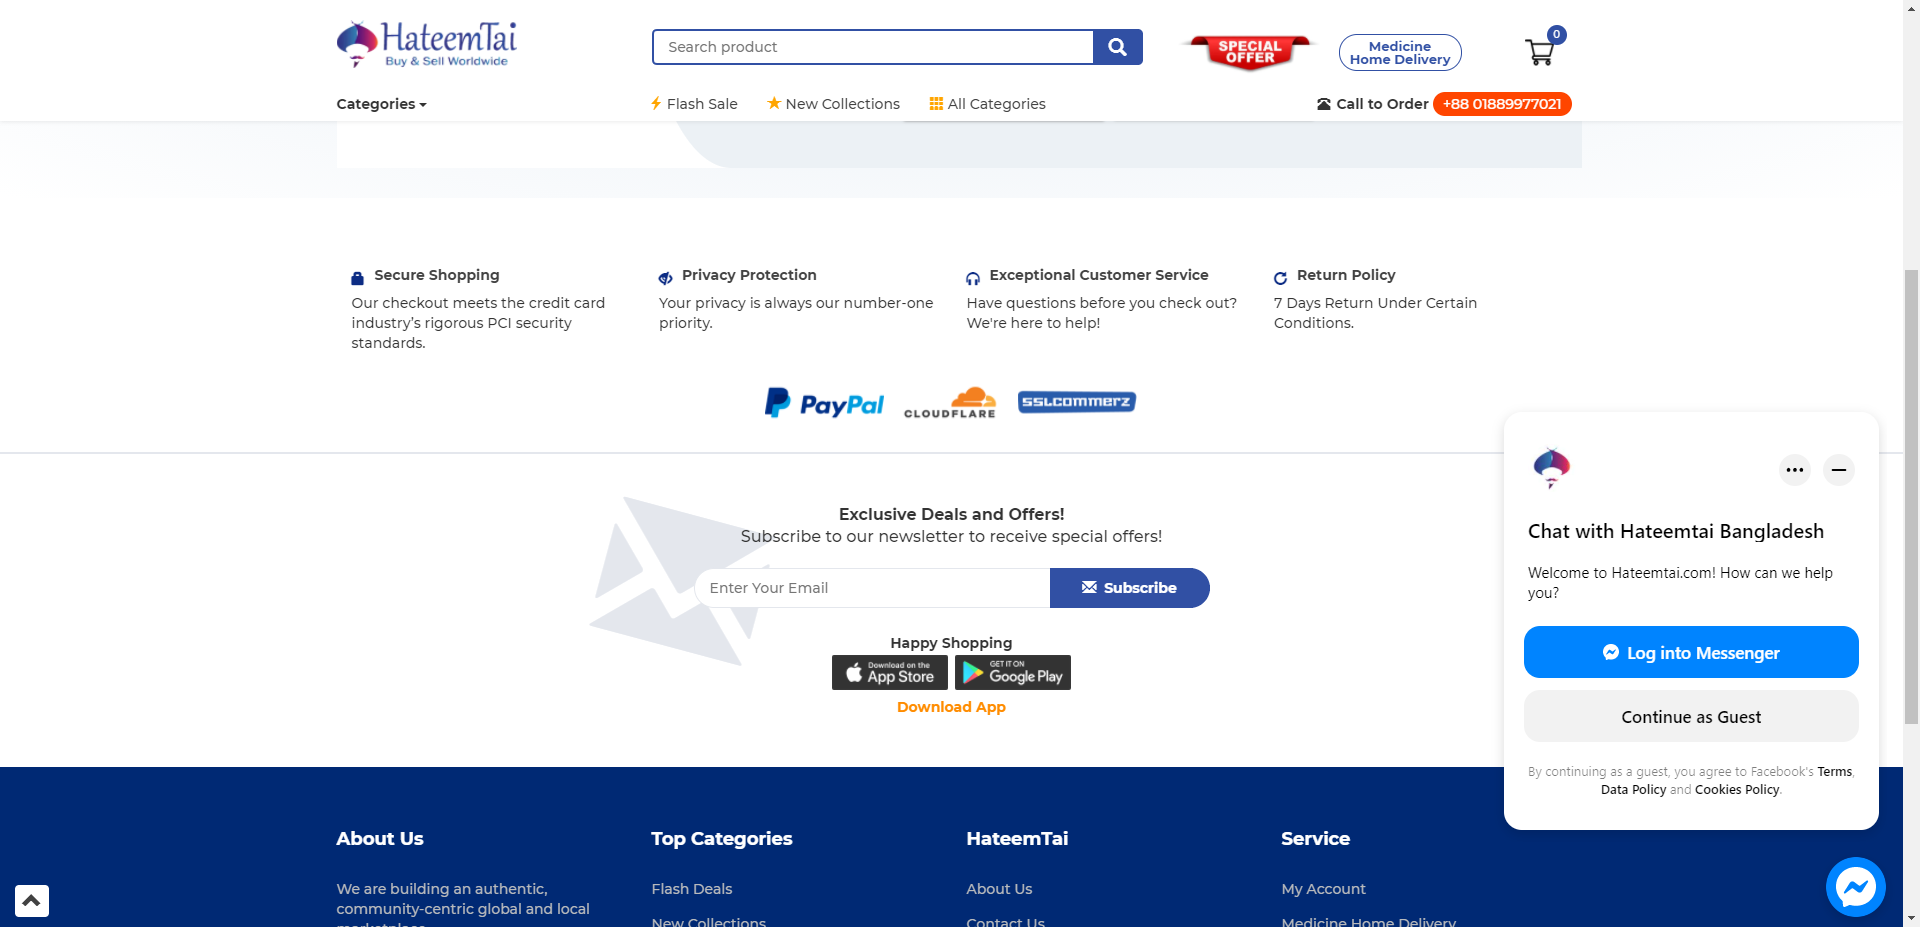 HateemTai
Buy & Sell Worldwide
Search product
SPECIAL
OFFER
Medicine
Home Delivery
0
Categories
Flash Sale
New Collections
All Categories
Call to Order +88 01889977021
Secure Shopping
Our checkout meets the credit card
industry’s rigorous PCI security
standards.
Privacy Protection
Your privacy is always our number-one
priority.
Exceptional Customer Service
Have questions before you check out?
We're here to help!
Return Policy
7 Days Return Under Certain
Conditions.
PayPal
CLOUDFLARE
SSLCOMMERZ
Exclusive Deals and Offers!
Subscribe to our newsletter to receive special offers!
Enter Your Email
Subscribe
Happy Shopping
Download on the
App Store
GET IT ON
Google Play
Download App
Chat with Hateemtai Bangladesh
Welcome to Hateemtai.com! How can we help
you?
Log into Messenger
Continue as Guest
By continuing as a guest, you agree to Facebook's Terms,
Data Policy and Cookies Policy.
About Us
We are building an authentic,
community-centric global and local
marketplace
Top Categories
Flash Deals
New Collections
HateemTai
About Us
Contact Us
Service
My Account
Medicine Home Delivery